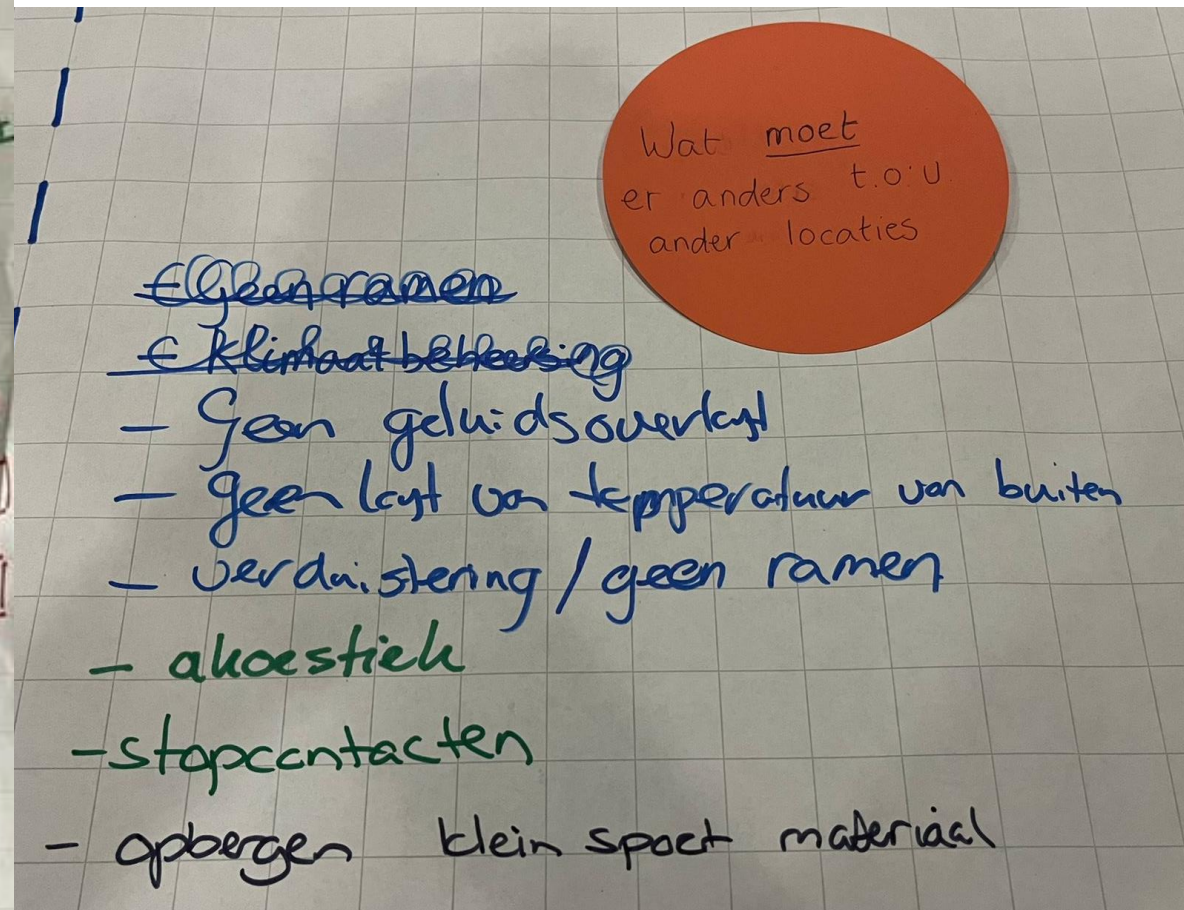 Wat moet
er anders t.o.v.
ander locaties
- Geen ramen
- klimaatbeheersing
- Geen geluidsoverlast
- geen last van temperatuur van buiten
- verduistering / geen ramen
- akoestiek
- stopcontacten
- opbergen klein sport materiaal